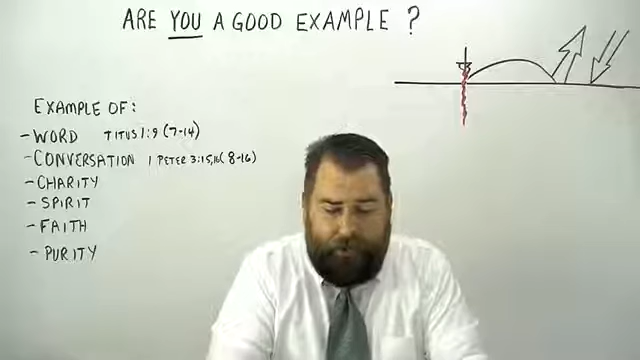 ARE YOU A GOOD EXAMPLE ?
EXAMPLE OF:
- WORD TITUS 1:9 (7-14)
- CONVERSATION 1 PETER 3:15,16 (8-16)
- CHARITY
- SPIRIT
- FAITH
- PURITY